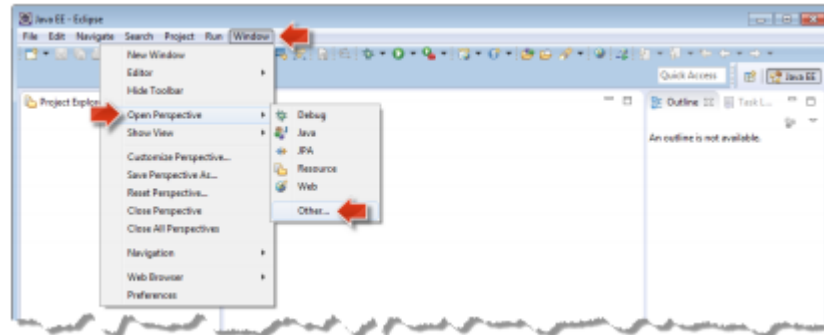 Java EE - Eclipse
File Edit Navigate Search Project Run Window
New Window
Editor
Hide Toolbar
Open Perspective
Show View
Customize Perspective...
Save Perspective As...
Reset Perspective...
Close Perspective
Close All Perspectives
Navigation
Web Browser
Preferences
Debug
Java
JPA
Resource
Web
Other...
Quick Access
Java EE
Project Explor
Outline
Task L...
An outline is not available.